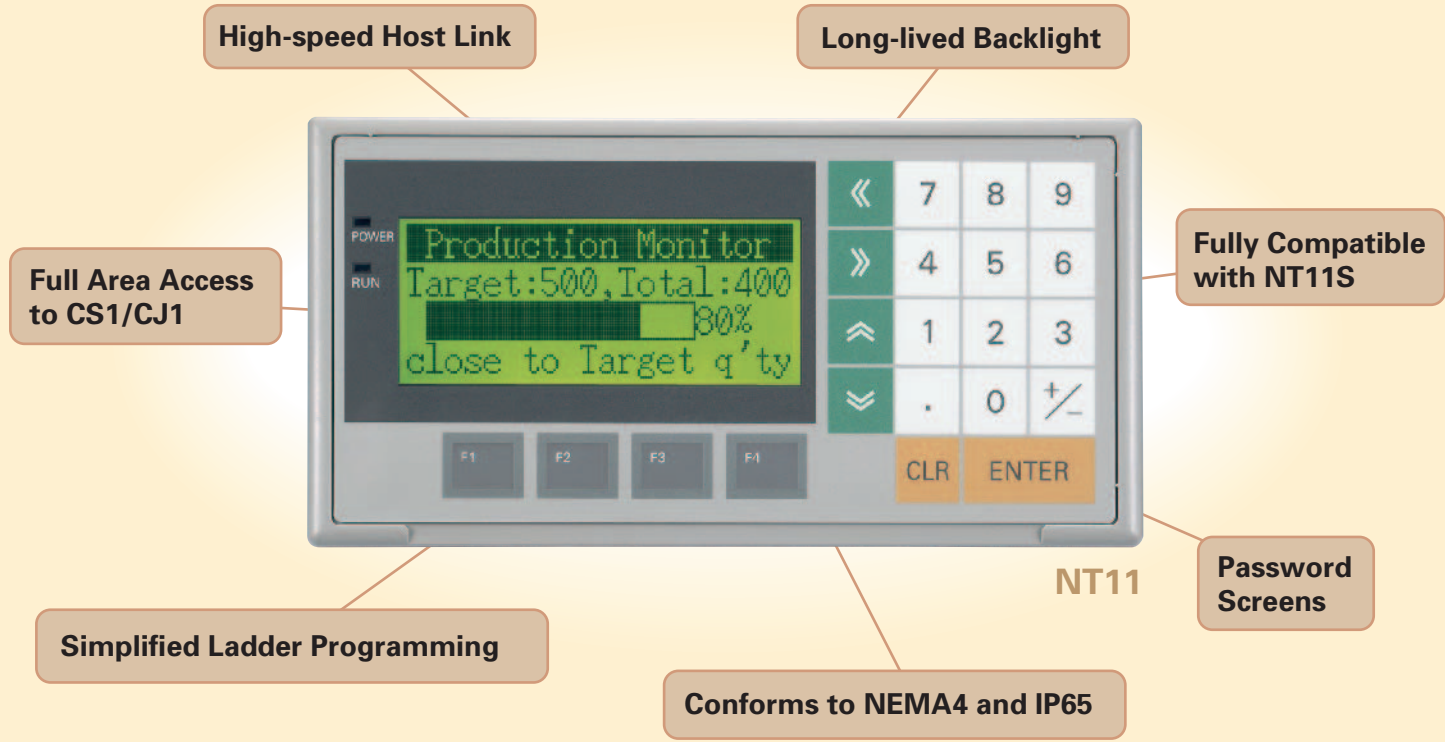 High-speed Host Link
Long-lived Backlight
Full Area Access
to CS1/CJ1
Fully Compatible
with NT11S
POWER
RUN
Production Monitor
Target:500,Total:400
80%
close to Target q'ty
F1
F2
F3
F4
«
7
8
9
»
4
5
6
1
2
3
.
0
+/-
CLR
ENTER
NT11
Password
Screens
Simplified Ladder Programming
Conforms to NEMA4 and IP65